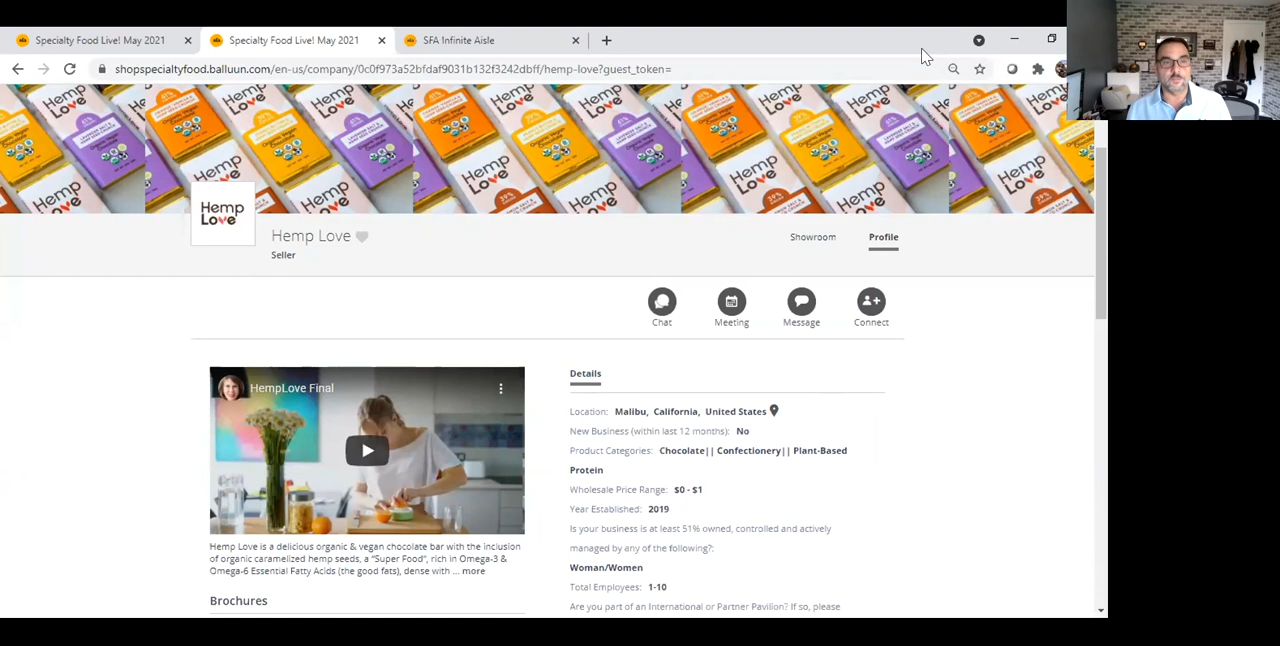 Specialty Food Live! May 2021
Specialty Food Live! May 2021
SFA Infinite Aisle
shopspecialtyfood.balluun.com/en-us/company/0c0f973a52bfdaf9031b132f3242dbff/hemp-love?guest_token=
Hemp
Love
Hemp Love
Seller
Showroom
Profile
Chat
Meeting
Message
Connect
HempLove Final
Details
Location: Malibu, California, United States
New Business (within last 12 months): No
Product Categories: Chocolate|| Confectionery|| Plant-Based
Protein
Wholesale Price Range: $0 - $1
Year Established: 2019
Is your business is at least 51% owned, controlled and actively
managed by any of the following?:
Woman/Women
Total Employees: 1-10
Are you part of an International or Partner Pavilion? If so, please
Hemp Love is a delicious organic & vegan chocolate bar with the inclusion
of organic caramelized hemp seeds, a "Super Food", rich in Omega-3 &
Omega-6 Essential Fatty Acids (the good fats), dense with ... more
Brochures